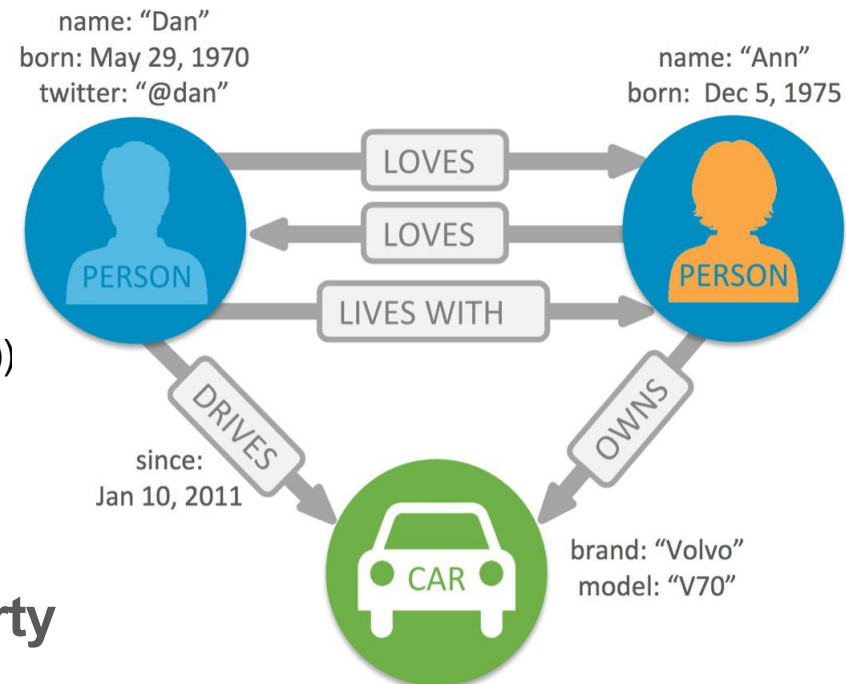 name: “Dan”
born: May 29, 1970
twitter: “@dan”
name: “Ann”
born: Dec 5, 1975
LOVES
LOVES
PERSON
PERSON
LIVES WITH
)
DRIVES
OWNS
since:
Jan 10, 2011
brand: “Volvo”
model: “V70”
CAR
rty